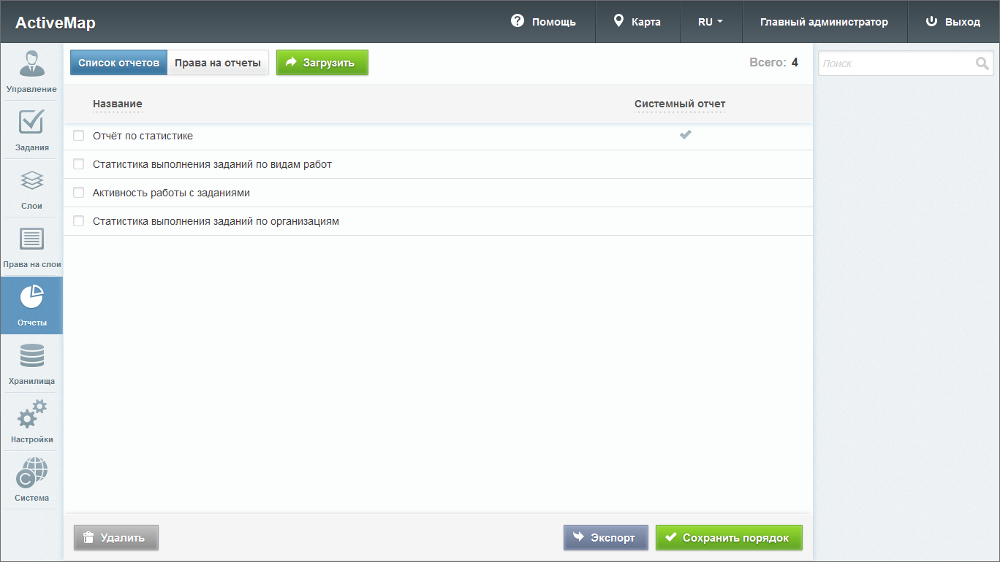 ActiveMap
Помощь
Карта
RU
Главный администратор
Выход
Управление
Задания
Слои
Права на слои
Отчеты
Хранилища
Настройки
Система
Список отчетов
Права на отчеты
Загрузить
Всего: 4
Поиск
Название
Системный отчет
Отчёт по статистике
Статистика выполнения заданий по видам работ
Активность работы с заданиями
Статистика выполнения заданий по организациям
Удалить
Экспорт
Сохранить порядок